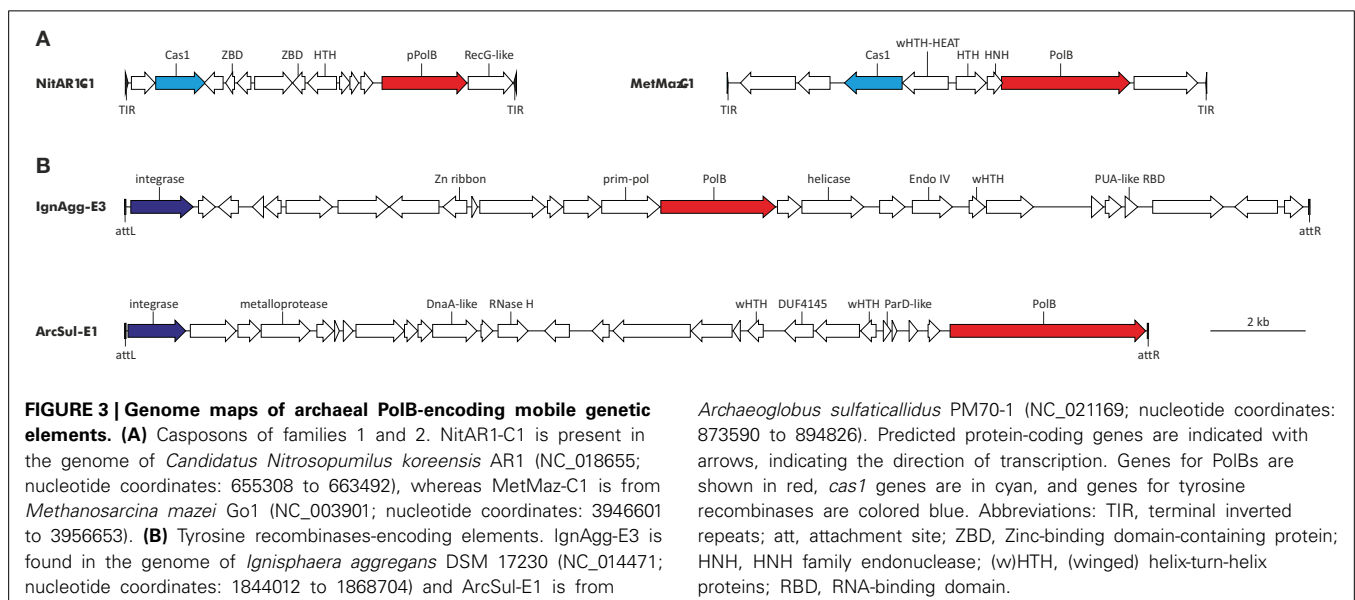 A
Cas1 ZBD ZBD HTH pPolB RecG-like
NitAR1C1
TIR TIR
wHTH-HEAT
Cas1 HTH HNH PolB
MetMazC1
TIR TIR
B
integrase Zn ribbon prim-pol PolB helicase Endo IV wHTH PUA-like RBD
IgnAgg-E3
attL attR
integrase metalloprotease DnaA-like RNase H wHTH DUF4145 wHTH ParD-like PolB
ArcSul-E1
attL attR
2 kb
FIGURE 3 | Genome maps of archaeal PolB-encoding mobile genetic
elements. (A) Casposons of families 1 and 2. NitAR1-C1 is present in
the genome of Candidatus Nitrosopumilus koreensis AR1 (NC_018655;
nucleotide coordinates: 655308 to 663492), whereas MetMaz-C1 is from
Methanosarcina mazei Go1 (NC_003901; nucleotide coordinates: 3946601
to 3956653). (B) Tyrosine recombinases-encoding elements. IgnAgg-E3 is
found in the genome of Ignisphaera aggregans DSM 17230 (NC_014471;
nucleotide coordinates: 1844012 to 1868704) and ArcSul-E1 is from
Archaeoglobus sulfaticallidus PM70-1 (NC_021169; nucleotide coordinates:
873590 to 894826). Predicted protein-coding genes are indicated with
arrows, indicating the direction of transcription. Genes for PolBs are
shown in red, cas1 genes are in cyan, and genes for tyrosine
recombinases are colored blue. Abbreviations: TIR, terminal inverted
repeats; att, attachment site; ZBD, Zinc-binding domain-containing protein;
HNH, HNH family endonuclease; (w)HTH, (winged) helix-turn-helix
proteins; RBD, RNA-binding domain.